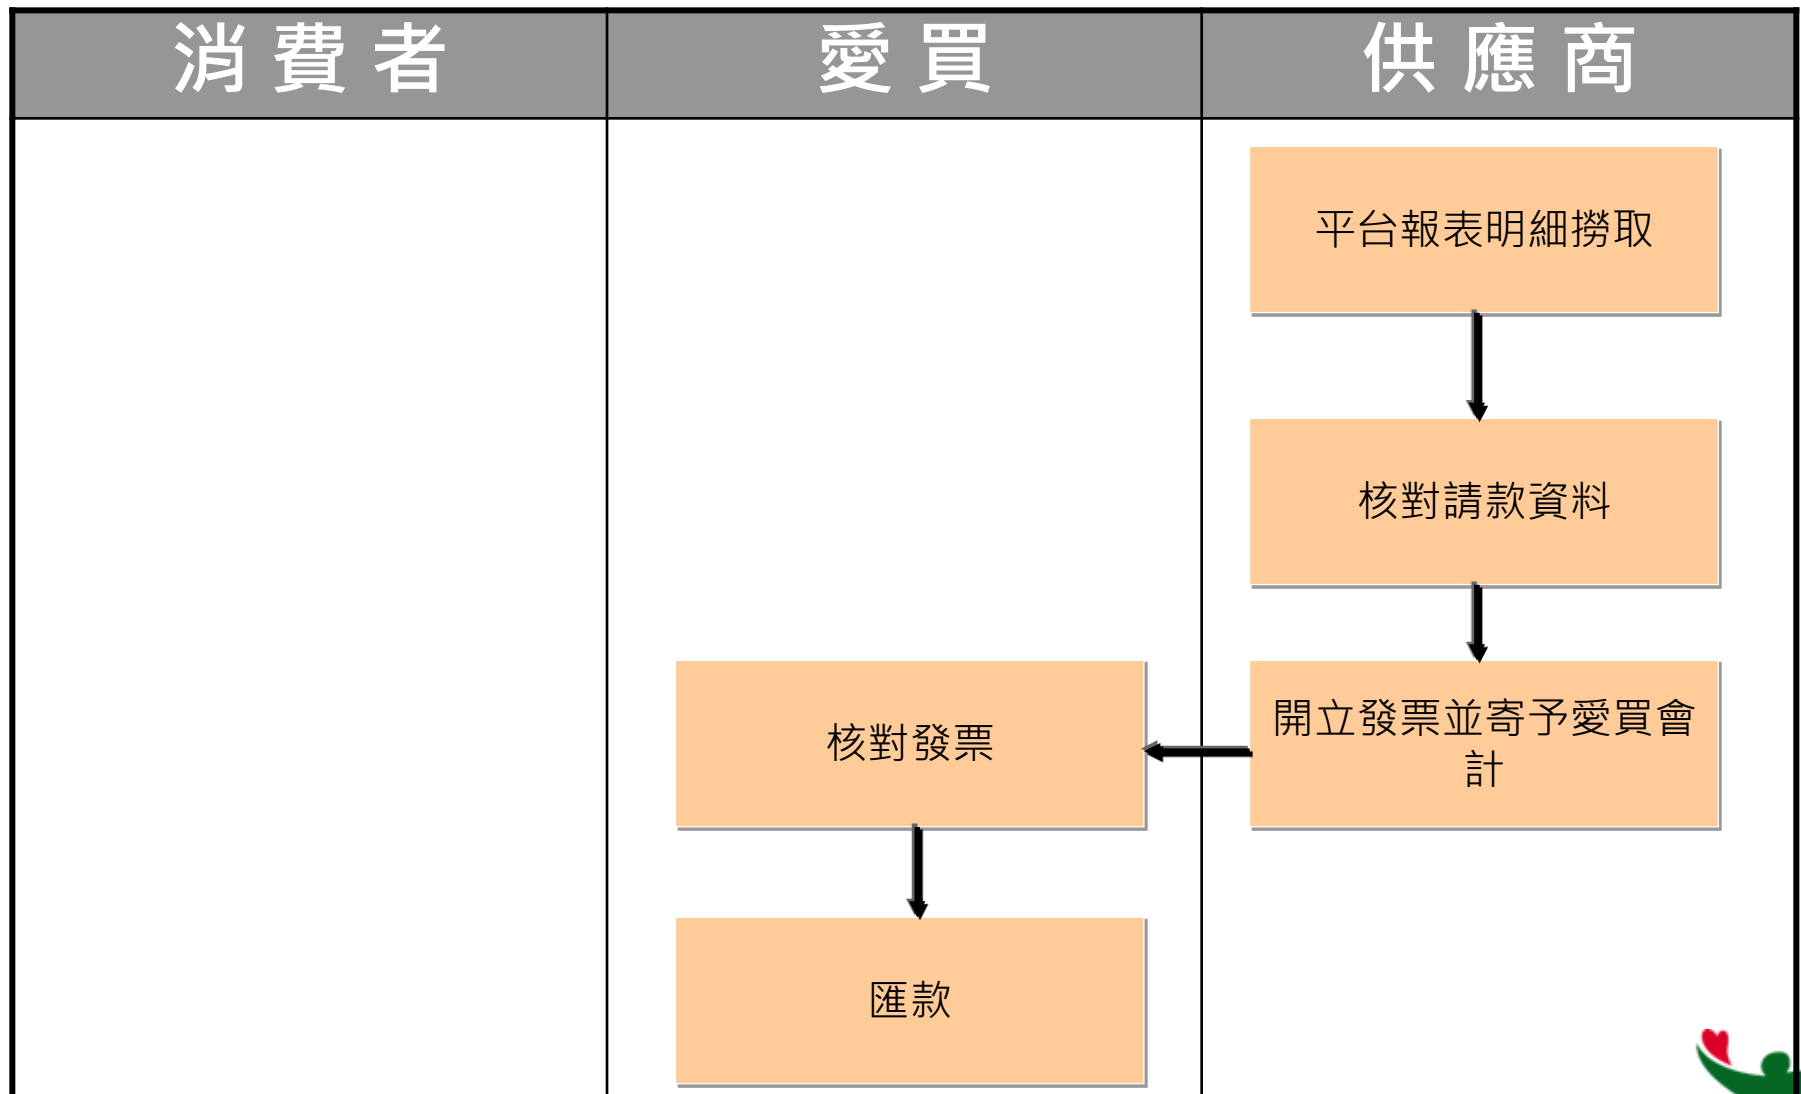 消費者
愛買
供應商
平台報表明細撈取
核對請款資料
開立發票並寄予愛買會
計
核對發票
匯款